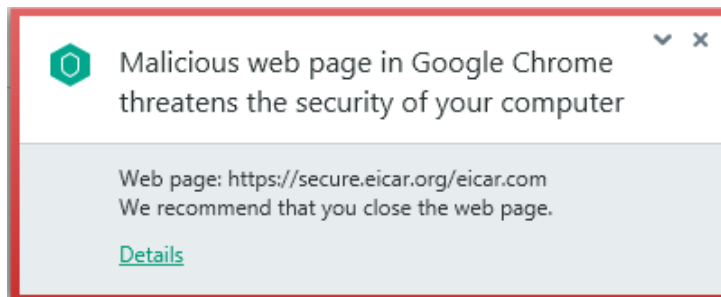 Malicious web page in Google Chrome
threatens the security of your computer
Web page: https://secure.eicar.org/eicar.com
We recommend that you close the web page.
Details